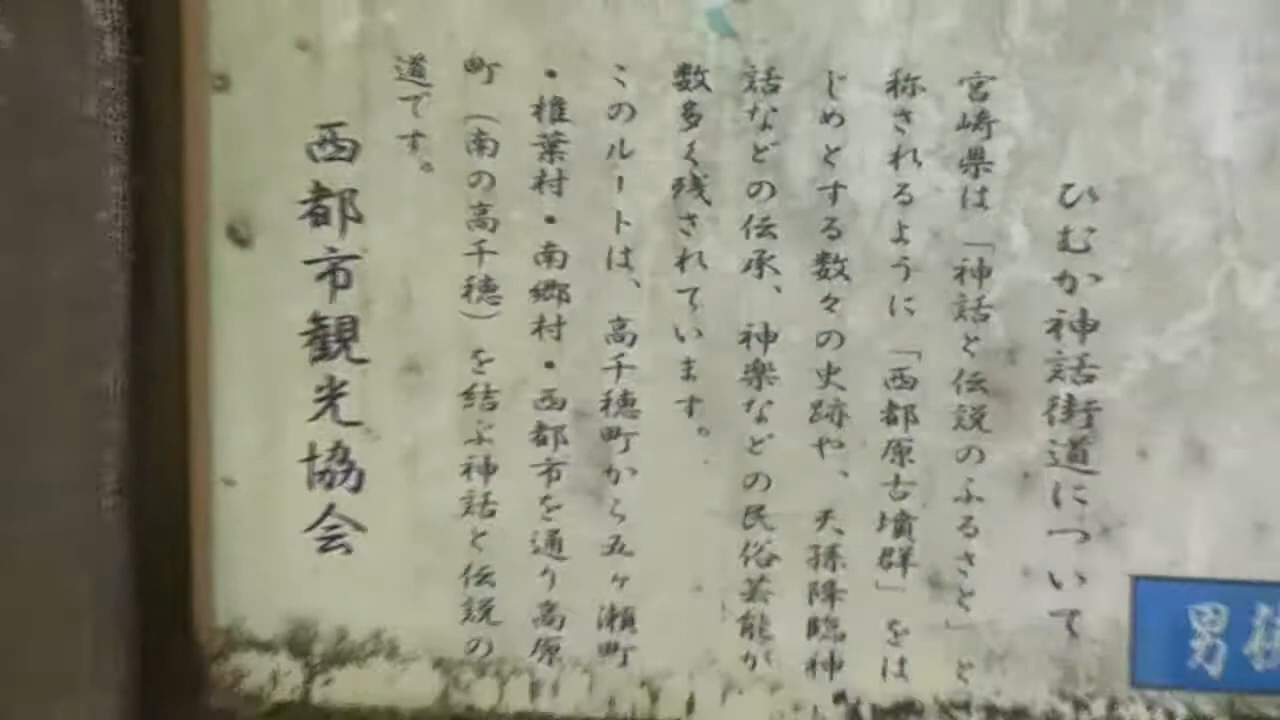 ひむか神話街道について
宮崎県は「神話と伝説のふるさと」と
称されるように「西都原古墳群」をは
じめとする数々の史跡や、天孫降臨神
話などの伝承、神楽などの民俗芸能が
数多く残されています。
このルートは、高千穂町から五ヶ瀬町
・椎葉村・南郷村・西都市を通り高原
町(南の高千穂)を結ぶ神話と伝説の
道です。
西都市観光協会
男